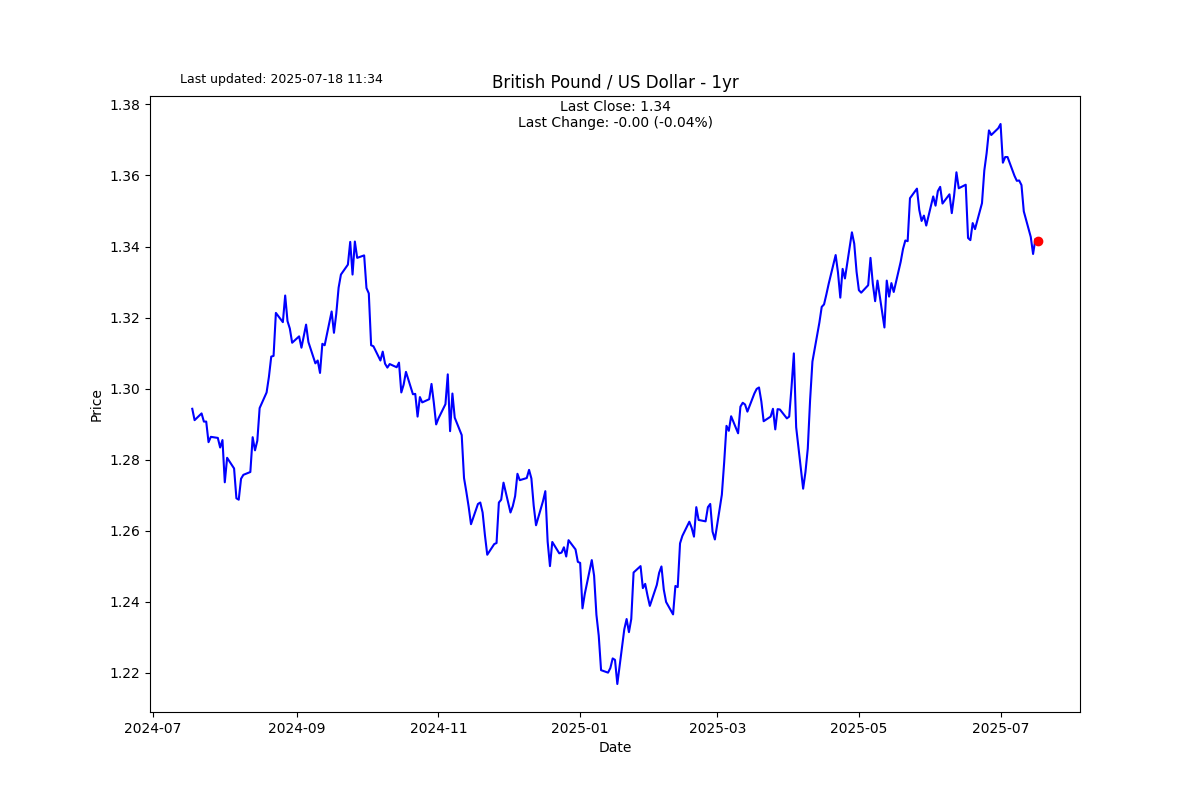 Last updated: 2025-07-18 11:34
British Pound / US Dollar - 1yr
Last Close: 1.34
Last Change: -0.00 (-0.04%)
Price
1.38
1.36
1.34
1.32
1.30
1.28
1.26
1.24
1.22
2024-07 2024-09 2024-11 2025-01 2025-03 2025-05 2025-07
Date